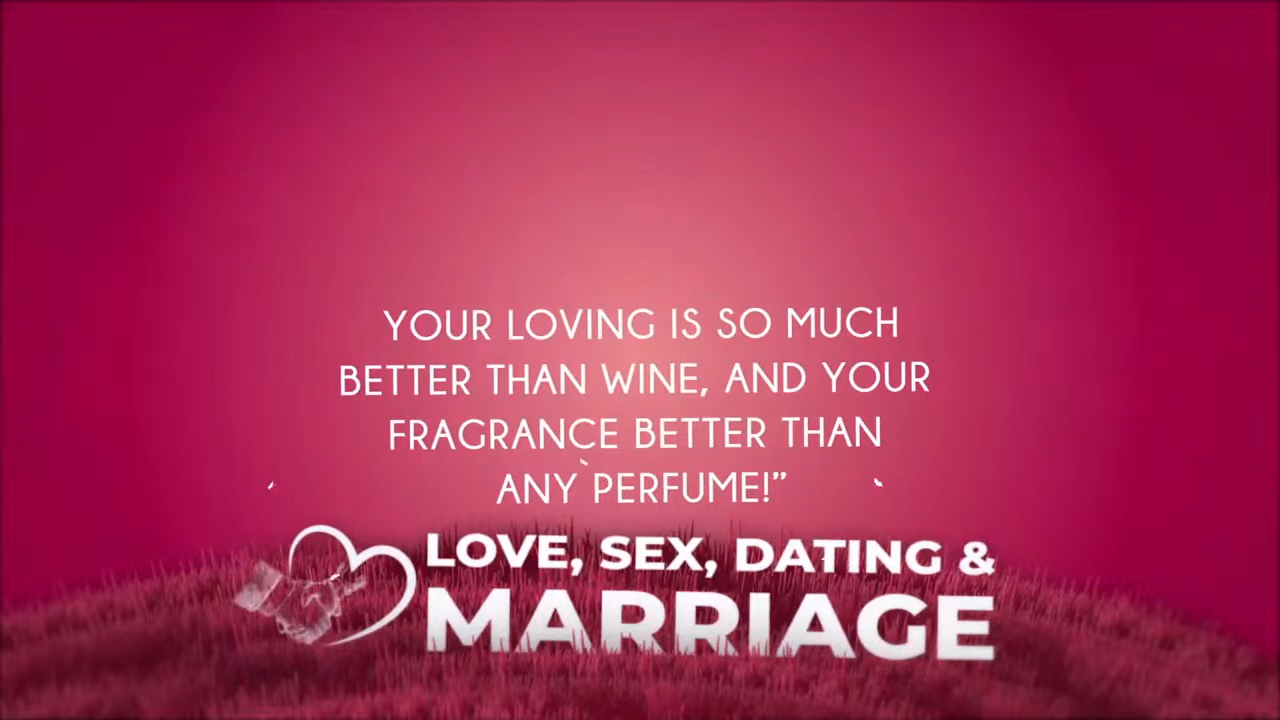 YOUR LOVING IS SO MUCH
BETTER THAN WINE, AND YOUR
FRAGRANCE BETTER THAN
ANY PERFUME!”
LOVE, SEX, DATING &
MARRIAGE